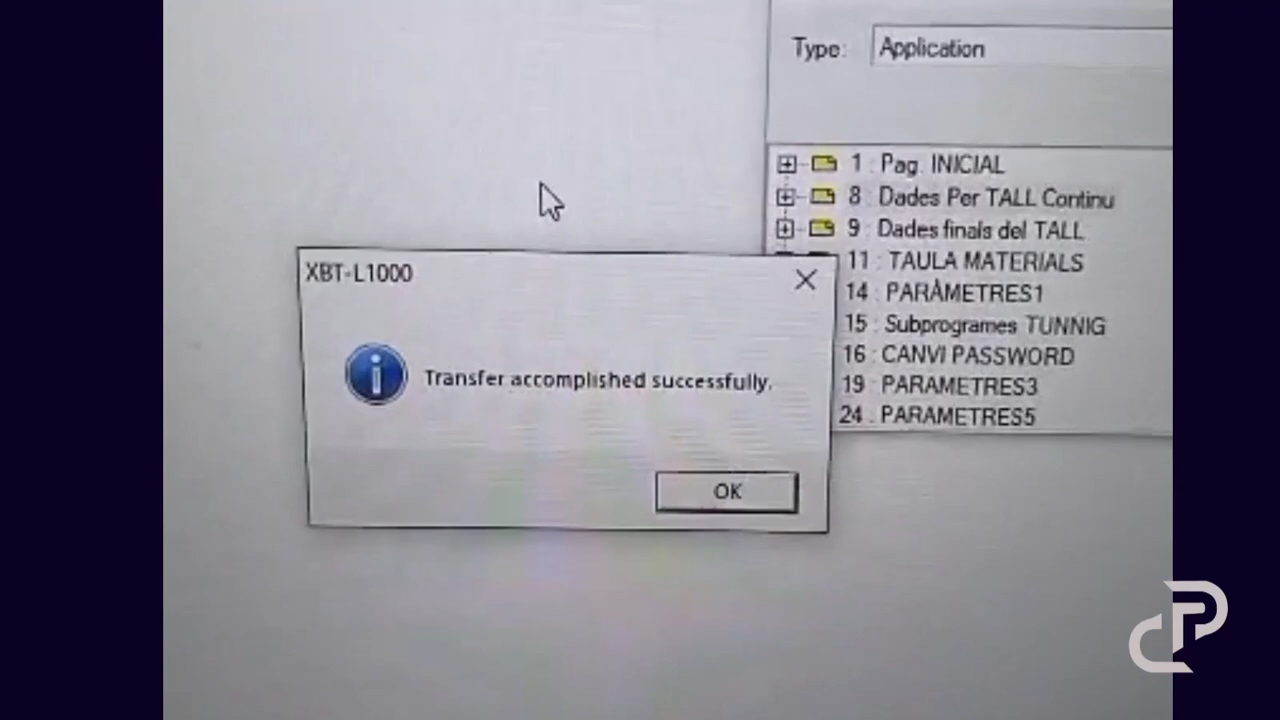 Type: Application
1 : Pag. INICIAL
8 : Dades Per TALL Continu
9 : Dades finals del TALL
11 : TAULA MATERIALS
14 : PARÀMETRES1
15 : Subprogrames TUNNIG
16 : CANVI PASSWORD
19 : PARAMETRES3
24 : PARAMETRES5
XBT-L1000
Transfer accomplished successfully.
OK